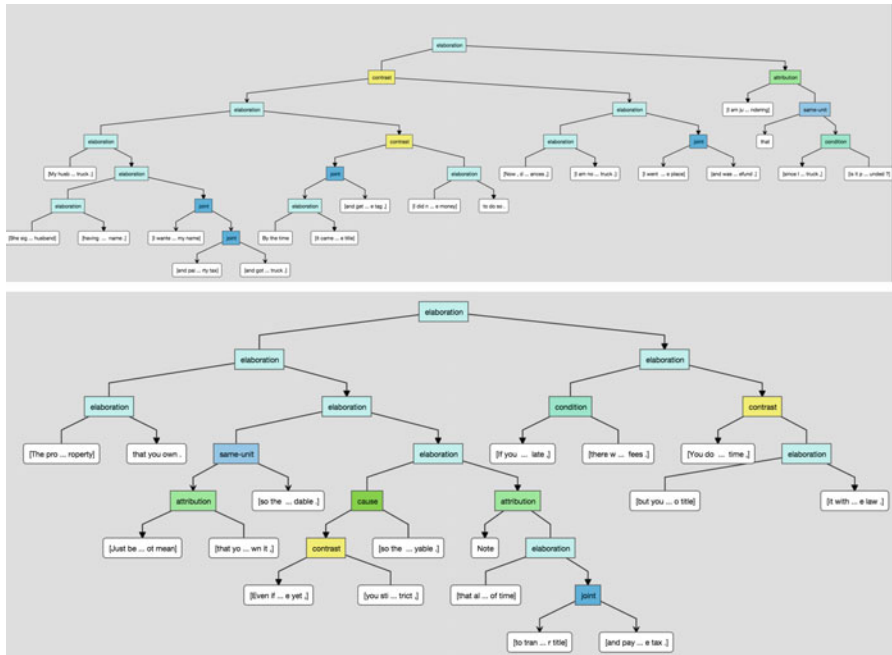 elaboration
contrast attribution
elaboration elaboration [I am ju ... ndering] same-unit
elaboration contrast elaboration joint that condition
[My husb ... truck .] elaboration joint elaboration [Now , d ... ances ,] [I am no ... truck .] [I want ... e place] [and was ... efund .] [since I ... truck ,] [is it p ... unded ?]
elaboration joint elaboration [and get ... e tag ,] [I did n ... e money] to do so .
[She sig ... husband] [having ... name .] [I wante ... my name] joint By the time [it came ... e title]
[and pai ... rty tax] [and got ... truck .]
elaboration
elaboration elaboration
elaboration elaboration condition contrast
[The pro ... roperty] that you own . same-unit elaboration [If you ... late ,] [there w ... fees .] [You do ... time ,] elaboration
attribution [so the ... dable .] cause attribution [but you ... o title] [it with ... e law .]
[Just be ... ot mean] [that yo ... wn it ,] contrast [so the ... yable .] Note elaboration
[Even if ... e yet ,] [you sti ... trict ,] [that al ... of time] joint
[to tran ... r title] [and pay ... e tax .]